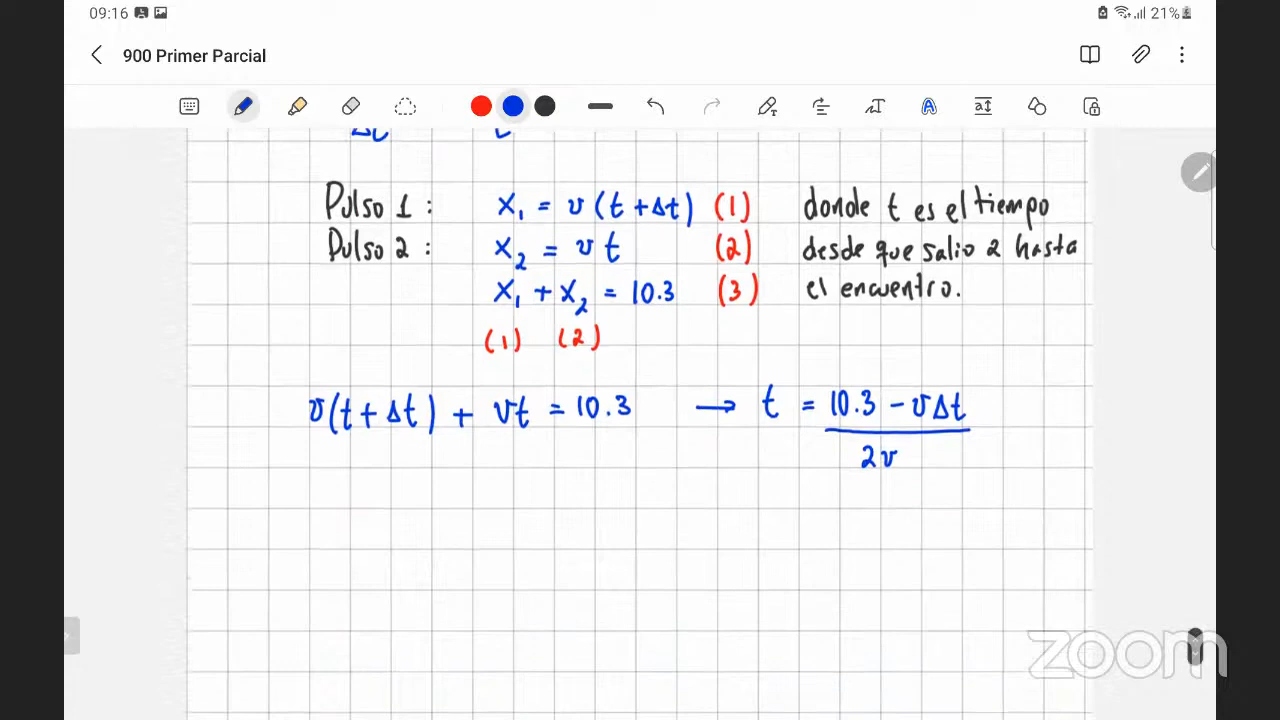 09:16 21%
900 Primer Parcial
Δt t
Pulso 1 : x₁ = v (t + Δt) (1) donde t es el tiempo
Pulso 2 : x₂ = v t (2) desde que salio 2 hasta
x₁ + x₂ = 10.3 (3) el encuentro.
(1) (2)
v(t + Δt) + vt = 10.3 → t = 10.3 - vΔt
2v
zoom